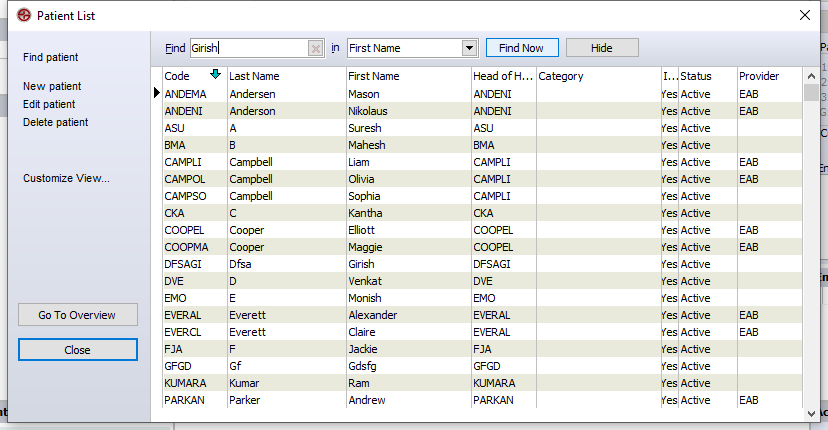 Patient List
Find patient
New patient
Edit patient
Delete patient
Customize View...
Go To Overview
Close
Find Girish in First Name Find Now Hide
Code Last Name First Name Head of H... Category I... Status Provider
ANDEMA Andersen Mason ANDENI Yes Active EAB
ANDENI Anderson Nikolaus ANDENI Yes Active EAB
ASU A Suresh ASU Yes Active
BMA B Mahesh BMA Yes Active
CAMPLI Campbell Liam CAMPLI Yes Active EAB
CAMPOL Campbell Olivia CAMPLI Yes Active EAB
CAMPSO Campbell Sophia CAMPLI Yes Active
CKA C Kantha CKA Yes Active
COOPEL Cooper Elliott COOPEL Yes Active EAB
COOPMA Cooper Maggie COOPEL Yes Active EAB
DFSAGI Dfsa Girish DFSAGI Yes Active
DVE D Venkat DVE Yes Active
EMO E Monish EMO Yes Active
EVERAL Everett Alexander EVERAL Yes Active EAB
EVERCL Everett Claire EVERAL Yes Active EAB
FJA F Jackie FJA Yes Active
GFGD Gf Gdsfg GFGD Yes Active
KUMARA Kumar Ram KUMARA Yes Active
PARKAN Parker Andrew PARKAN Yes Active EAB